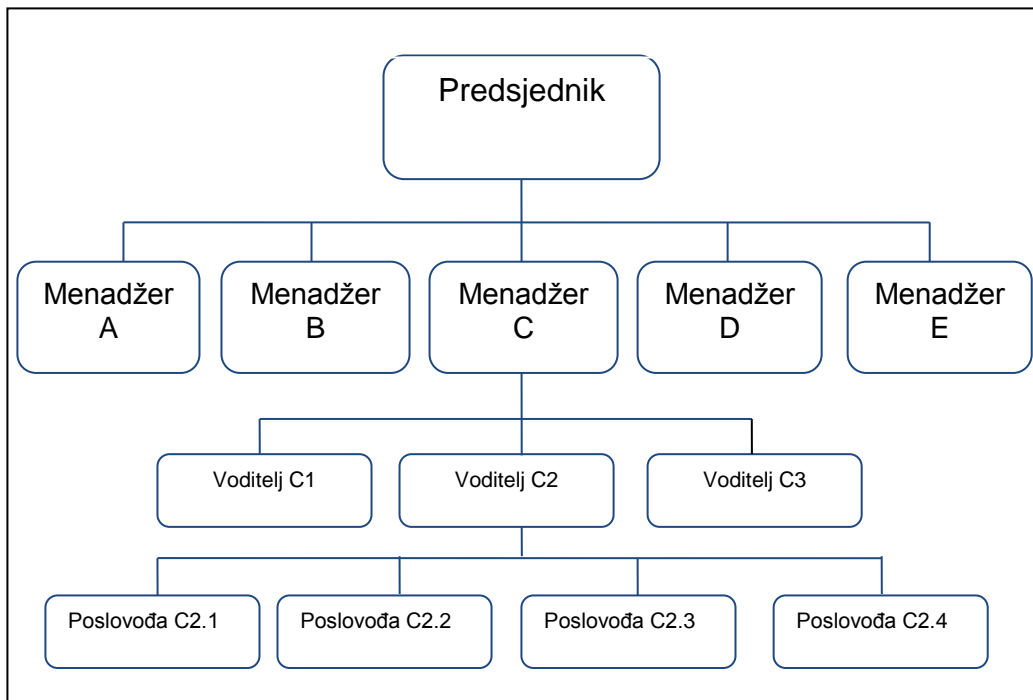 Predsjednik
Menadžer
A
Menadžer
B
Menadžer
C
Menadžer
D
Menadžer
E
Voditelj C1
Voditelj C2
Voditelj C3
Poslovođa C2.1
Poslovođa C2.2
Poslovođa C2.3
Poslovođa C2.4